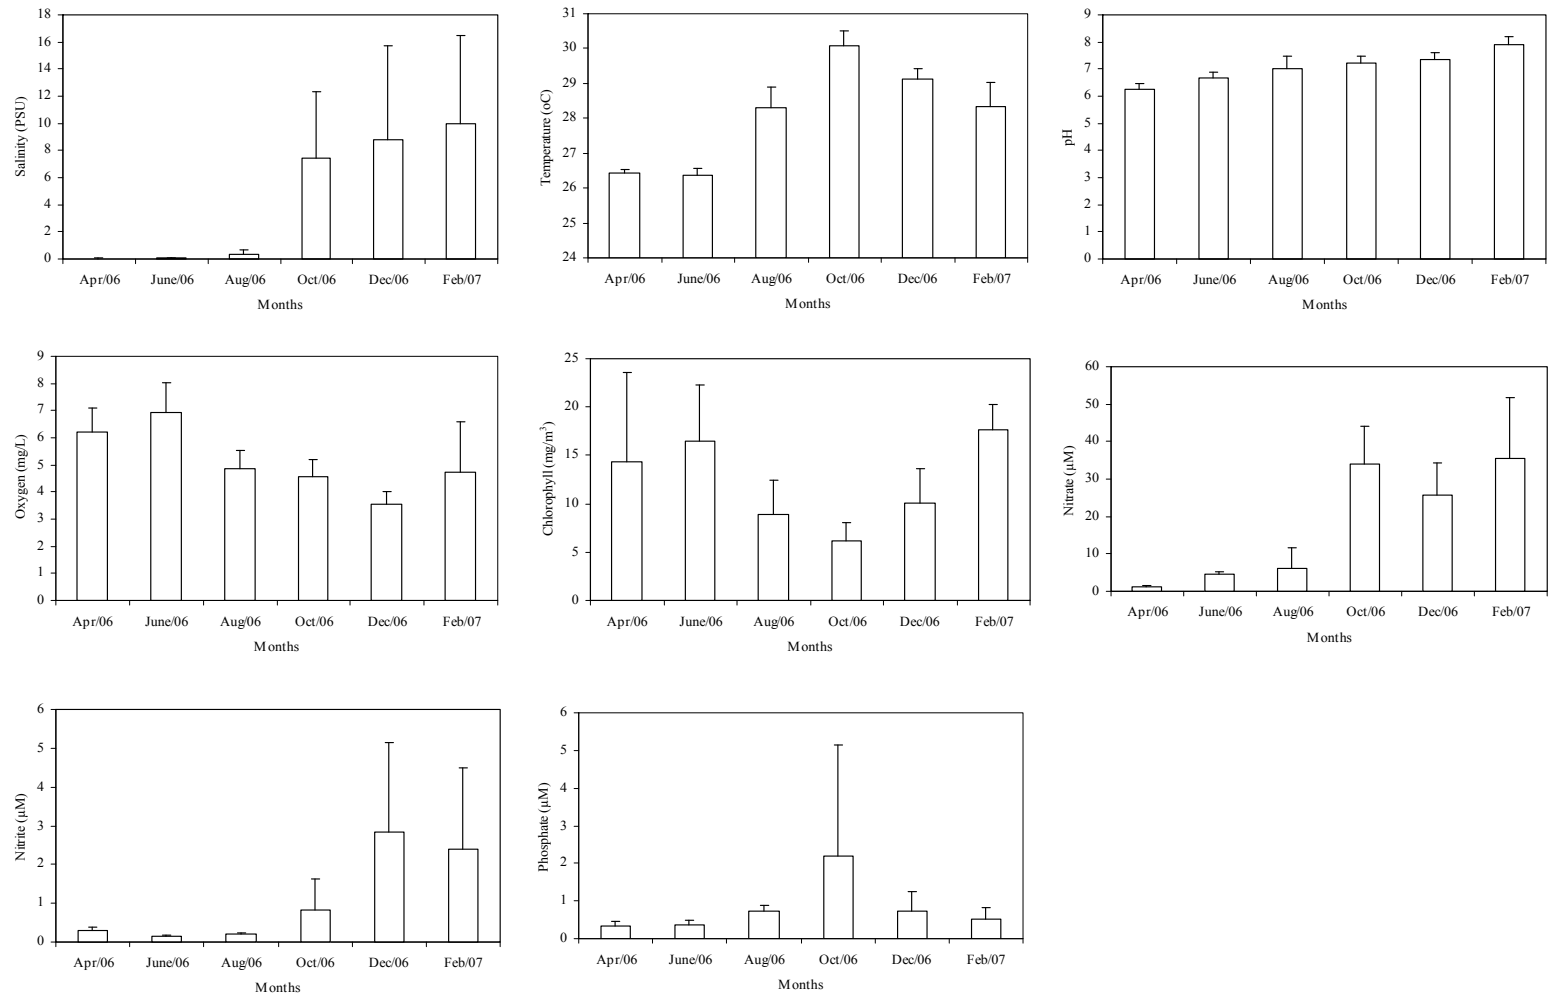 18
16
14
12
10
8
6
4
2
0
Salinity (PSU)
Apr/06 June/06 Aug/06 Oct/06 Dec/06 Feb/07
Months
31
30
29
28
27
26
25
24
Temperature (oC)
Apr/06 June/06 Aug/06 Oct/06 Dec/06 Feb/07
Months
9
8
7
6
5
4
3
2
1
0
pH
Apr/06 June/06 Aug/06 Oct/06 Dec/06 Feb/07
Months
9
8
7
6
5
4
3
2
1
0
Oxygen (mg/L)
Apr/06 June/06 Aug/06 Oct/06 Dec/06 Feb/07
Months
25
20
15
10
5
0
Chlorophyll (mg/m³)
Apr/06 June/06 Aug/06 Oct/06 Dec/06 Feb/07
Months
60
50
40
30
20
10
0
Nitrate (µM)
Apr/06 June/06 Aug/06 Oct/06 Dec/06 Feb/07
Months
6
5
4
3
2
1
0
Nitrite (µM)
Apr/06 June/06 Aug/06 Oct/06 Dec/06 Feb/07
Months
6
5
4
3
2
1
0
Phosphate (µM)
Apr/06 June/06 Aug/06 Oct/06 Dec/06 Feb/07
Months